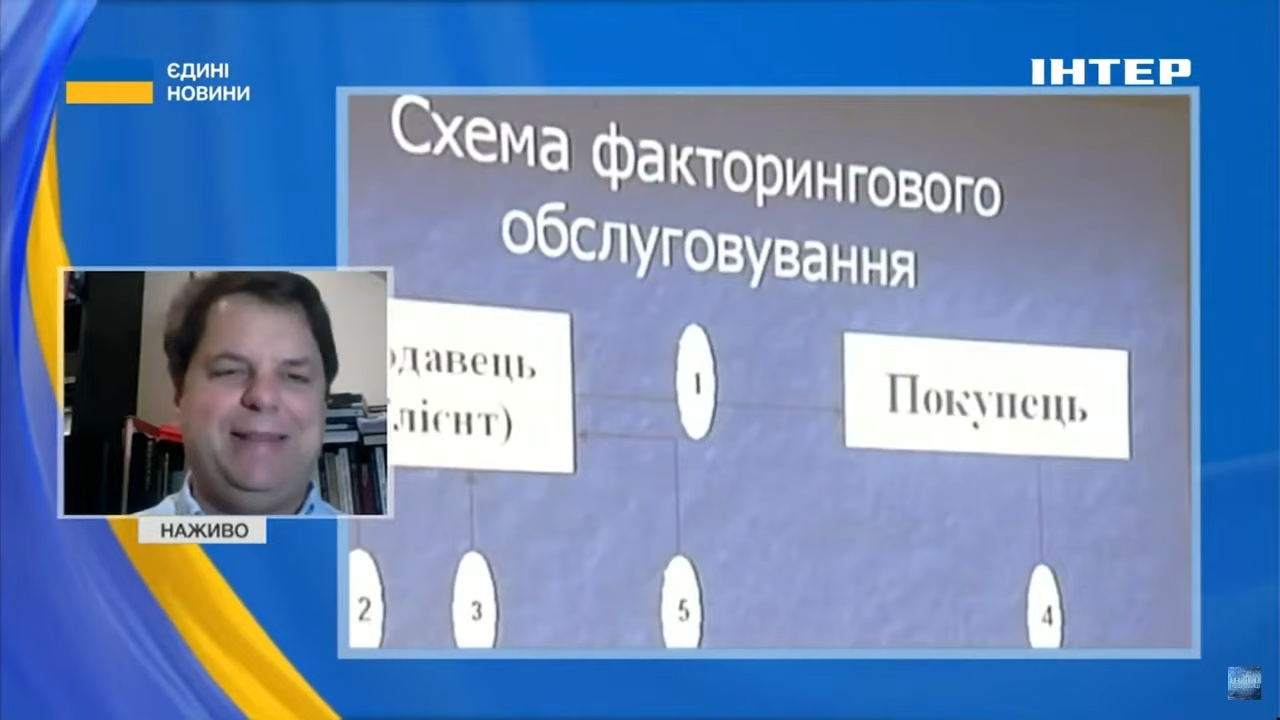 ЄДИНІ
НОВИНИ
ІНТЕР
Схема факторингового
обслуговування
одавець
лієнт)
1
Покупець
2
3
5
4
НАЖИВО